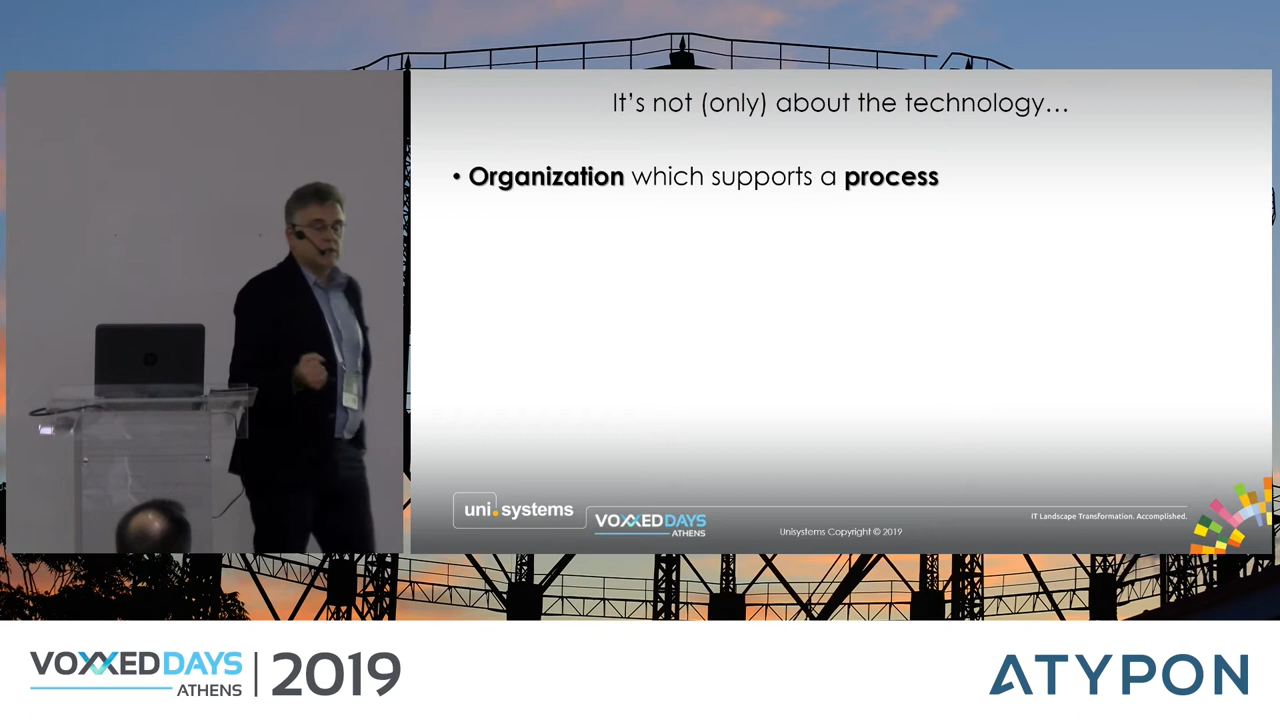 It's not (only) about the technology…
• Organization which supports a process
uni.systems
VOXXEDDAYS
ATHENS
Unisystems Copyright © 2019
IT Landscape Transformation. Accomplished.
VOXXEDDAYS
ATHENS
2019
ATYPON